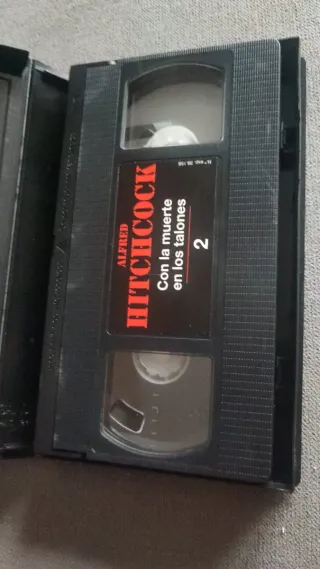 ALFRED
HITCHCOCK
Con la muerte
en los talones
2